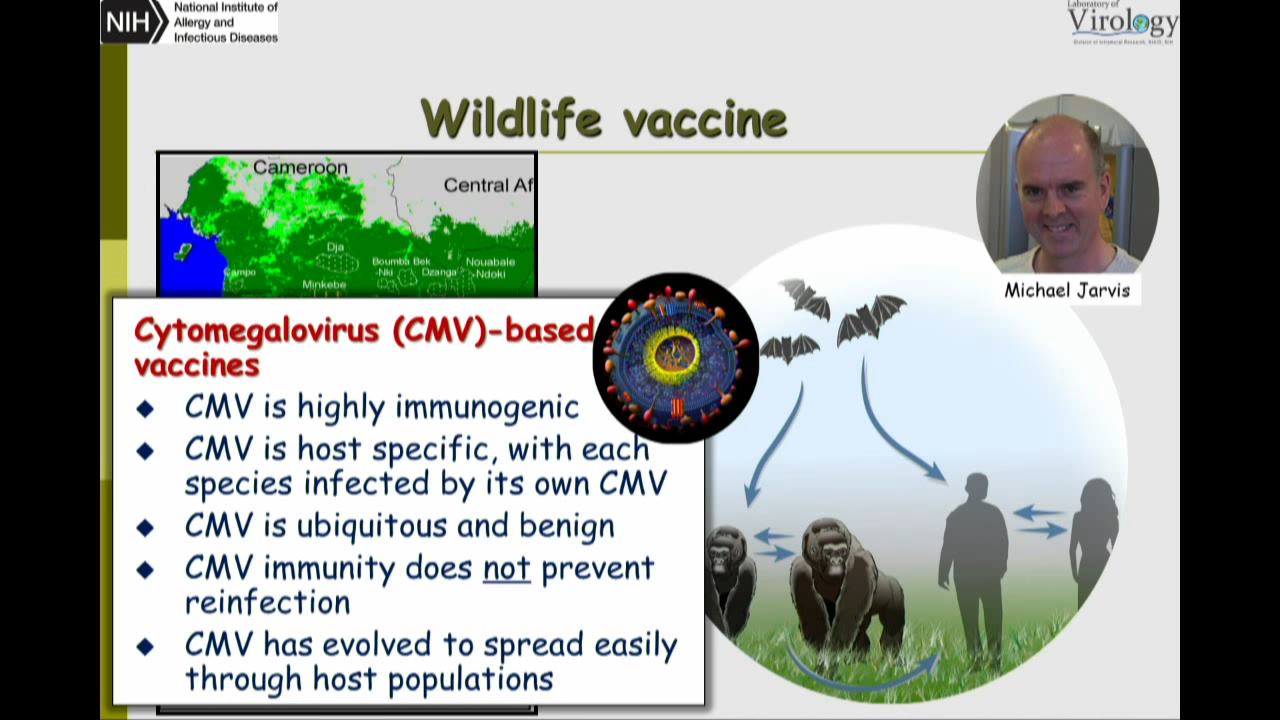 NIH
National Institute of
Allergy and
Infectious Diseases
Laboratory of
Virology
Wildlife vaccine
Cameroon
Central Af
Dja
Boumba Bek
-Nki
Dzanga
Nouabale
-Ndoki
Campo
Minkebe
Michael Jarvis
Cytomegalovirus (CMV)-based
vaccines
CMV is highly immunogenic
CMV is host specific, with each
species infected by its own CMV
CMV is ubiquitous and benign
CMV immunity does not prevent
reinfection
CMV has evolved to spread easily
through host populations